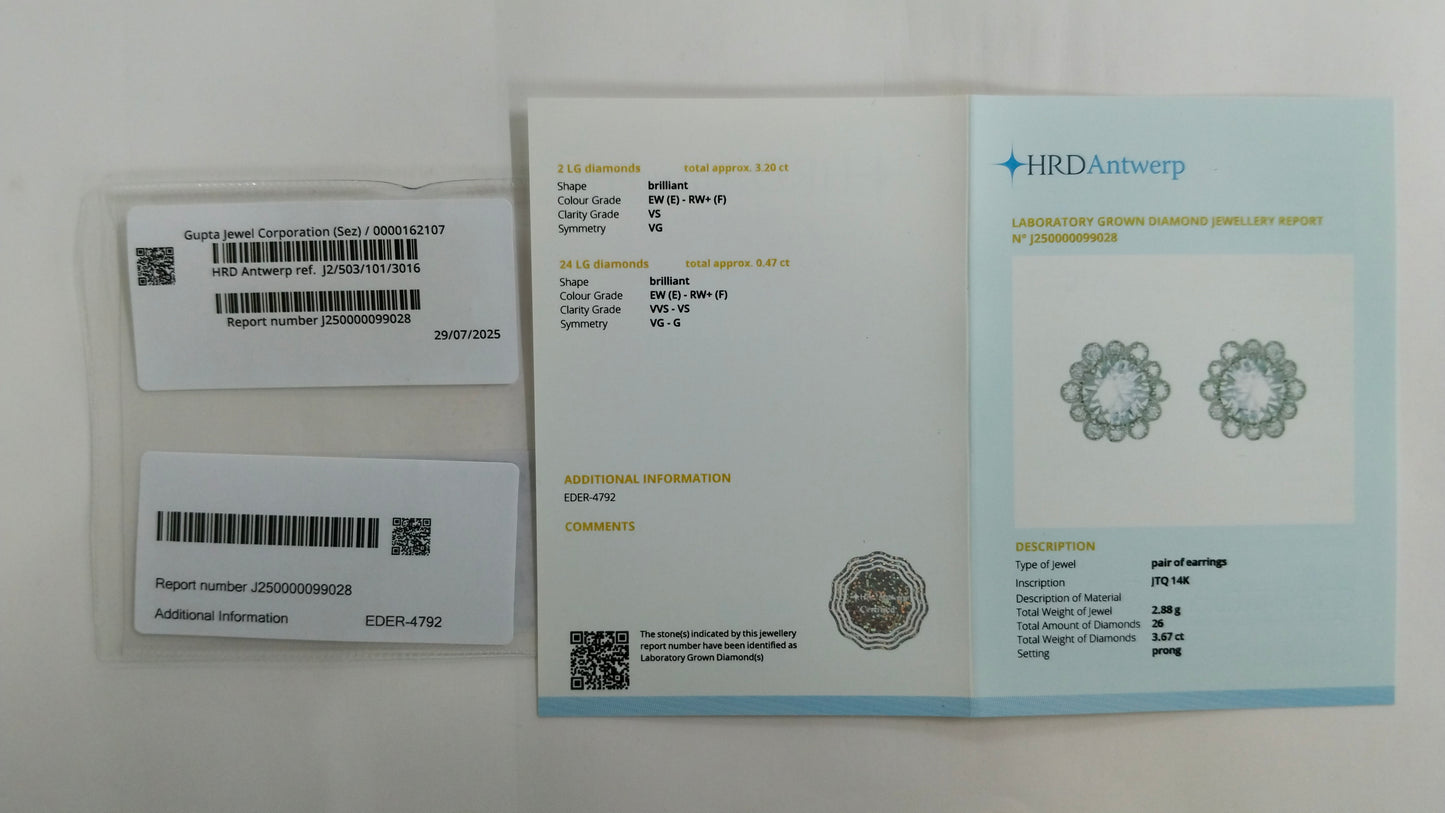 Gupta Jewel Corporation (Sez) / 0000162107
HRD Antwerp ref. J2/503/101/3016
Report number J250000099028
29/07/2025
Report number J250000099028
Additional Information EDER-4792
2 LG diamonds total approx. 3.20 ct
Shape brilliant
Colour Grade EW (E) - RW+ (F)
Clarity Grade VS
Symmetry VG
24 LG diamonds total approx. 0.47 ct
Shape brilliant
Colour Grade EW (E) - RW+ (F)
Clarity Grade VVS - VS
Symmetry VG - G
ADDITIONAL INFORMATION
EDER-4792
COMMENTS
The stone(s) indicated by this jewellery
report number have been identified as
Laboratory Grown Diamond(s)
HRDAntwerp
LABORATORY GROWN DIAMOND JEWELLERY REPORT
N° J250000099028
DESCRIPTION
Type of Jewel pair of earrings
Inscription JTQ 14K
Description of Material
Total Weight of Jewel 2.88 g
Total Amount of Diamonds 26
Total Weight of Diamonds 3.67 ct
Setting prong